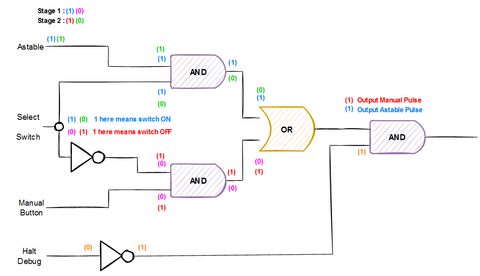 Stage 1 : (1) (0)
Stage 2 : (1) (0)
Astable
(1) (1)
(1)
(1)
AND
(1)
(0)
(1)
(0)
(0)
(1)
Select
Switch
(1) (0) 1 here means switch ON
(0) (1) 1 here means switch OFF
OR
(1) Output Manual Pulse
(1) Output Astable Pulse
AND
(1)
(1)
(0)
AND
(1)
(0)
(0)
(1)
(0)
(1)
Manual
Button
Halt
Debug
(0)
(1)